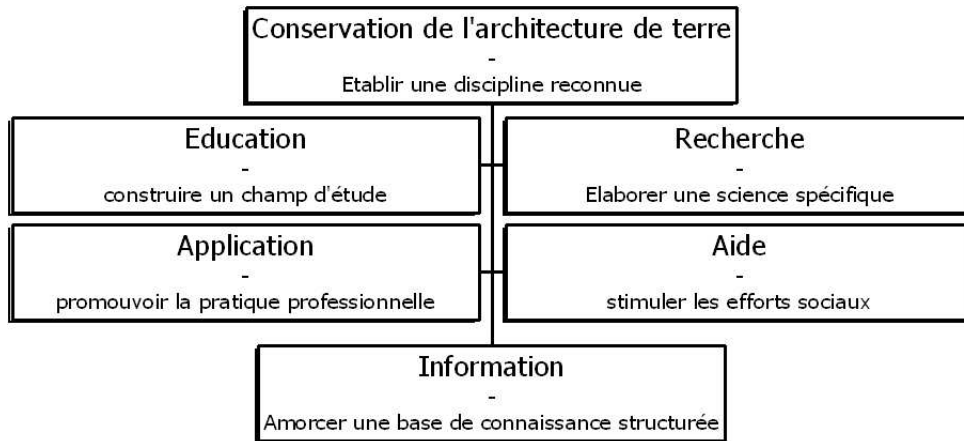 Conservation de l'architecture de terre
-
Etablir une discipline reconnue
Education
-
construire un champ d'étude
Recherche
-
Elaborer une science spécifique
Application
-
promouvoir la pratique professionnelle
Aide
-
stimuler les efforts sociaux
Information
-
Amorcer une base de connaissance structurée